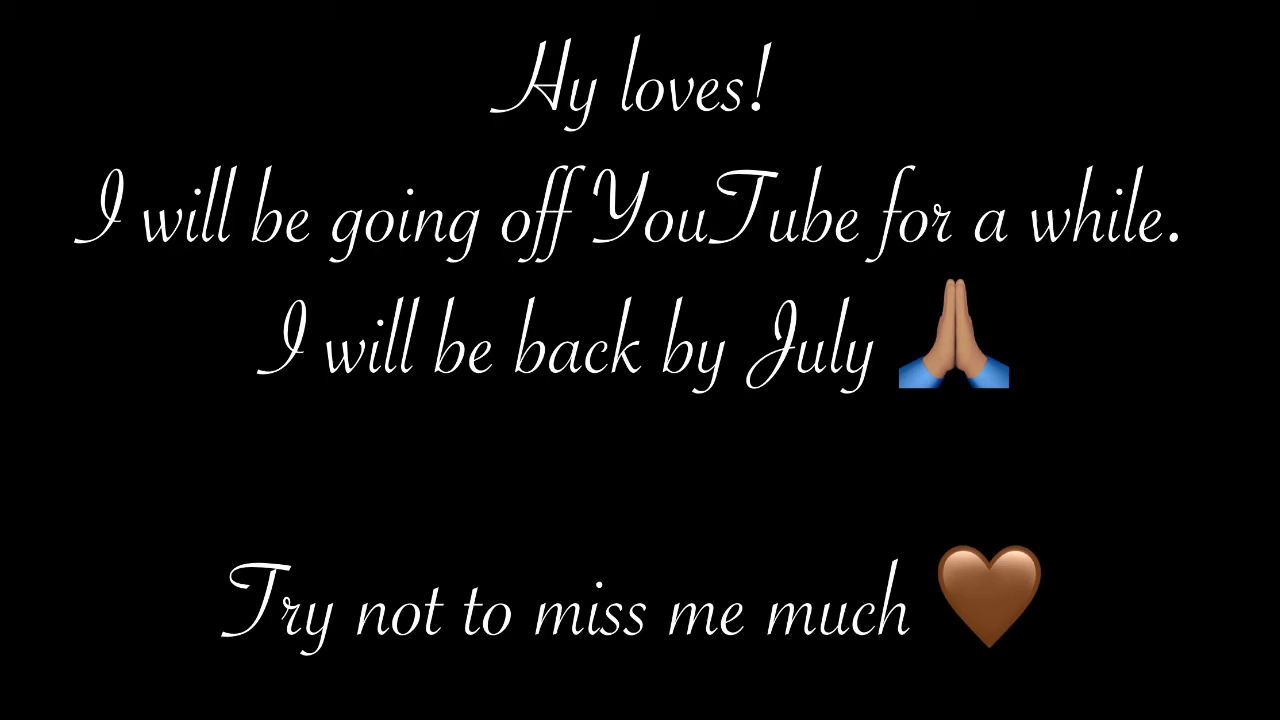 Hy loves!
I will be going off YouTube for a while.
I will be back by July 🙏🏽
Try not to miss me much 🤎